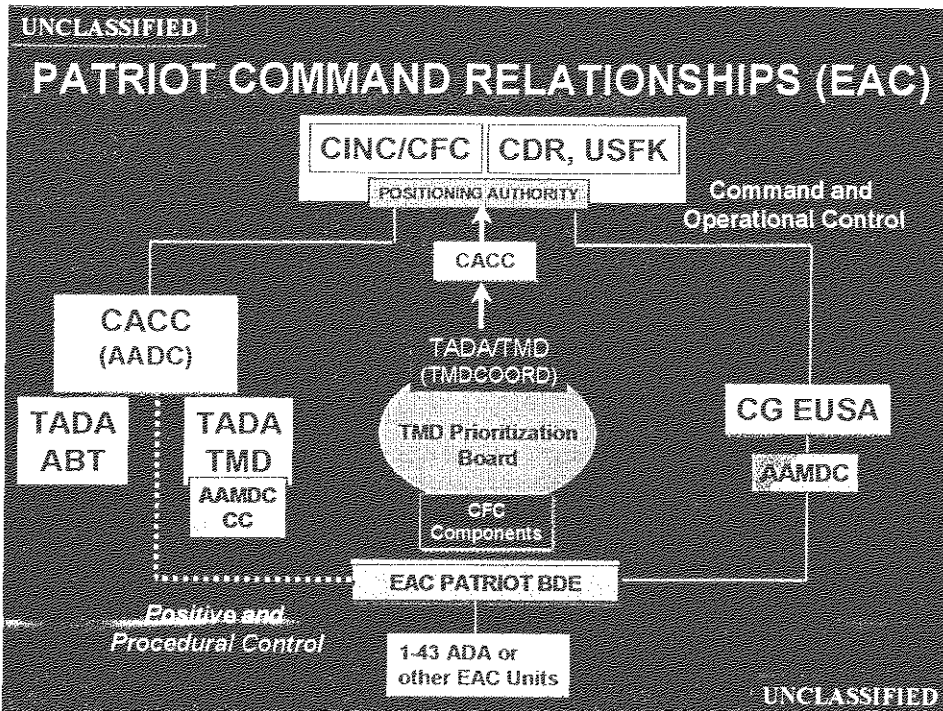 UNCLASSIFIED
PATRIOT COMMAND RELATIONSHIPS (EAC)
CINC/CFC
CDR, USFK
POSITIONING AUTHORITY
Command and
Operational Control
CACC
CACC
(AADC)
TADA/TMD
(TMDCOORD)
TADA
ABT
TADA
TMD
AAMDC
CC
TMD Prioritization
Board
CG EUSA
AAMDC
CFC
Components
EAC PATRIOT BDE
Positive and
Procedural Control
1-43 ADA or
other EAC Units
UNCLASSIFIED